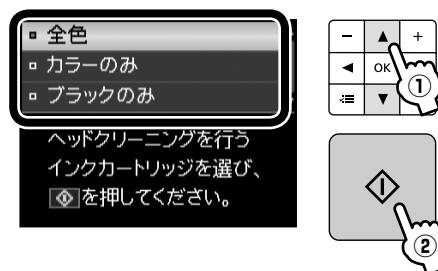 全色
カラーのみ
ブラックのみ
ヘッドクリーニングを行う
インクカートリッジを選び、
を押してください。
OK
①
②